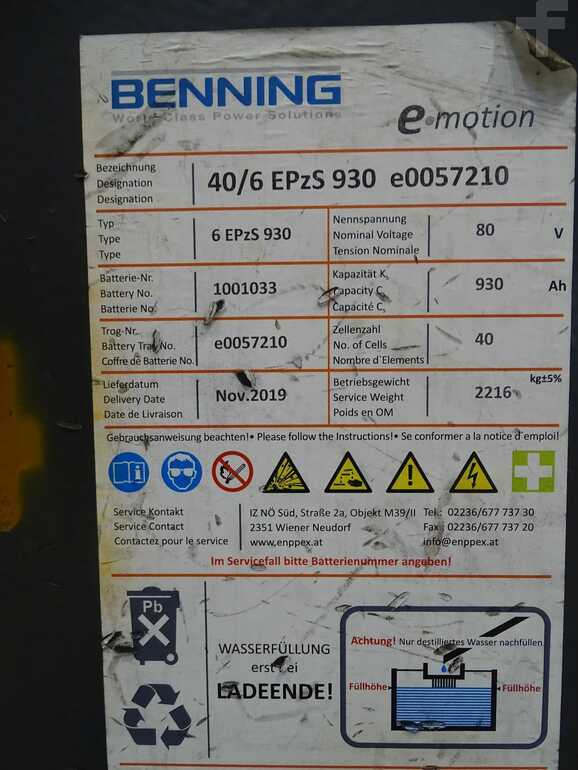 BENNING
World Class Power Solutions
e•motion
Bezeichnung
Designation
Designation
40/6 EPzS 930 e0057210
Typ
Type
Type
6 EPzS 930
Nennspannung
Nominal Voltage
Tension Nominale
80 V
Batterie-Nr.
Battery No.
Batterie No.
1001033
Kapazität K
Capacity C
Capacité C
930 Ah
Trog-Nr.
Battery Tray No.
Coffre de Batterie No.
e0057210
Zellenzahl
No. of Cells
Nombre d'Elements
40
Lieferdatum
Delivery Date
Date de Livraison
Nov.2019
Betriebsgewicht
Service Weight
Poids en OM
2216 kg±5%
Gebrauchsanweisung beachten!• Please follow the Instructions!• Se conformer a la notice d'emploi!
Service Kontakt
Service Contact
Contactez pour le service
IZ NÖ Süd, Straße 2a, Objekt M39/II
2351 Wiener Neudorf
www.enppex.at
Tel.: 02236/677 737 30
Fax : 02236/677 737 20
info@enppex.at
Im Servicefall bitte Batterienummer angeben!
Pb
WASSERFÜLLUNG
erst bei
LADEENDE!
Achtung! Nur destilliertes Wasser nachfüllen
Füllhöhe
Füllhöhe